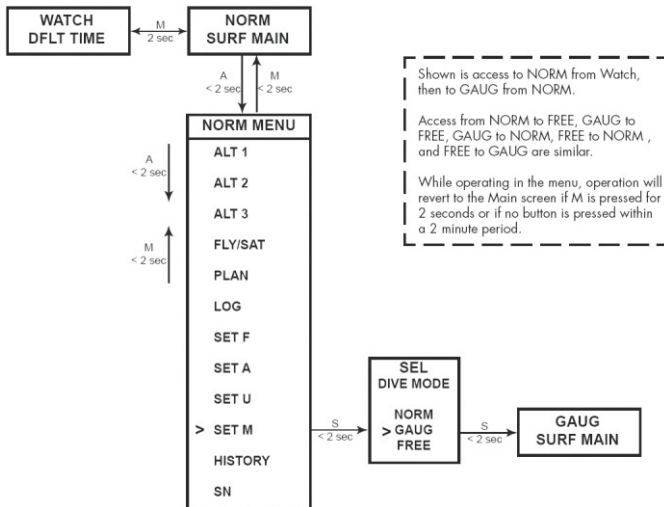 WATCH
DFLT TIME
M
2 sec
NORM
SURF MAIN
A
< 2 sec
M
< 2 sec
NORM MENU
ALT 1
ALT 2
ALT 3
FLY/SAT
PLAN
LOG
SET F
SET A
SET U
> SET M
HISTORY
SN
A
< 2 sec
M
< 2 sec
S
< 2 sec
SEL
DIVE MODE
NORM
> GAUG
FREE
S
< 2 sec
GAUG
SURF MAIN
Shown is access to NORM from Watch,
then to GAUG from NORM.
Access from NORM to FREE, GAUG to
FREE, GAUG to NORM, FREE to NORM ,
and FREE to GAUG are similar.
While operating in the menu, operation will
revert to the Main screen if M is pressed for
2 seconds or if no button is pressed within
a 2 minute period.